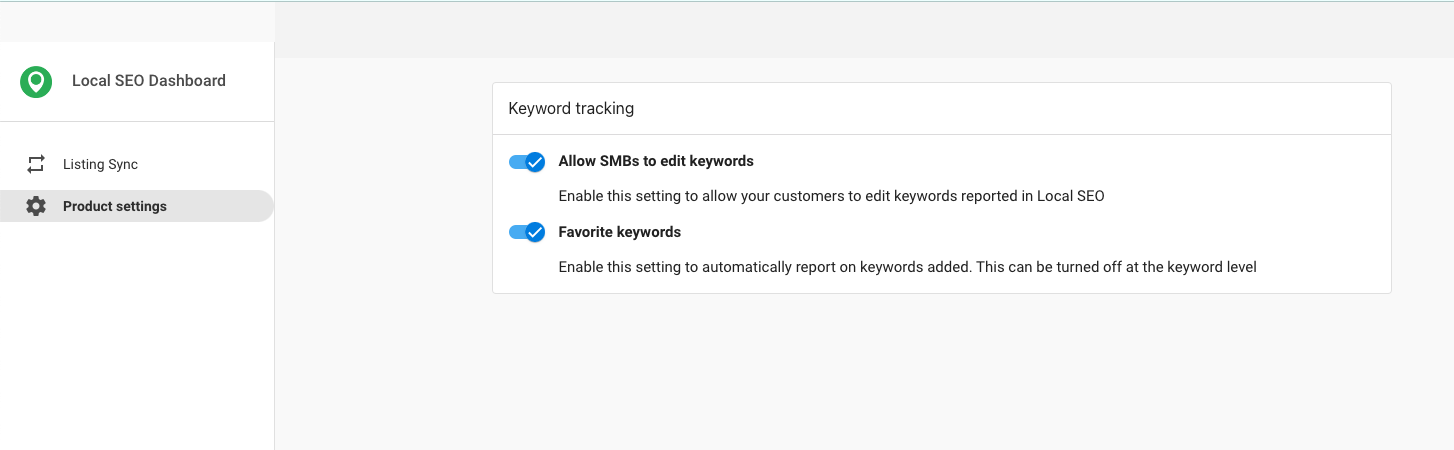 Local SEO Dashboard
Listing Sync
Product settings
Keyword tracking
Allow SMBs to edit keywords
Enable this setting to allow your customers to edit keywords reported in Local SEO
Favorite keywords
Enable this setting to automatically report on keywords added. This can be turned off at the keyword level